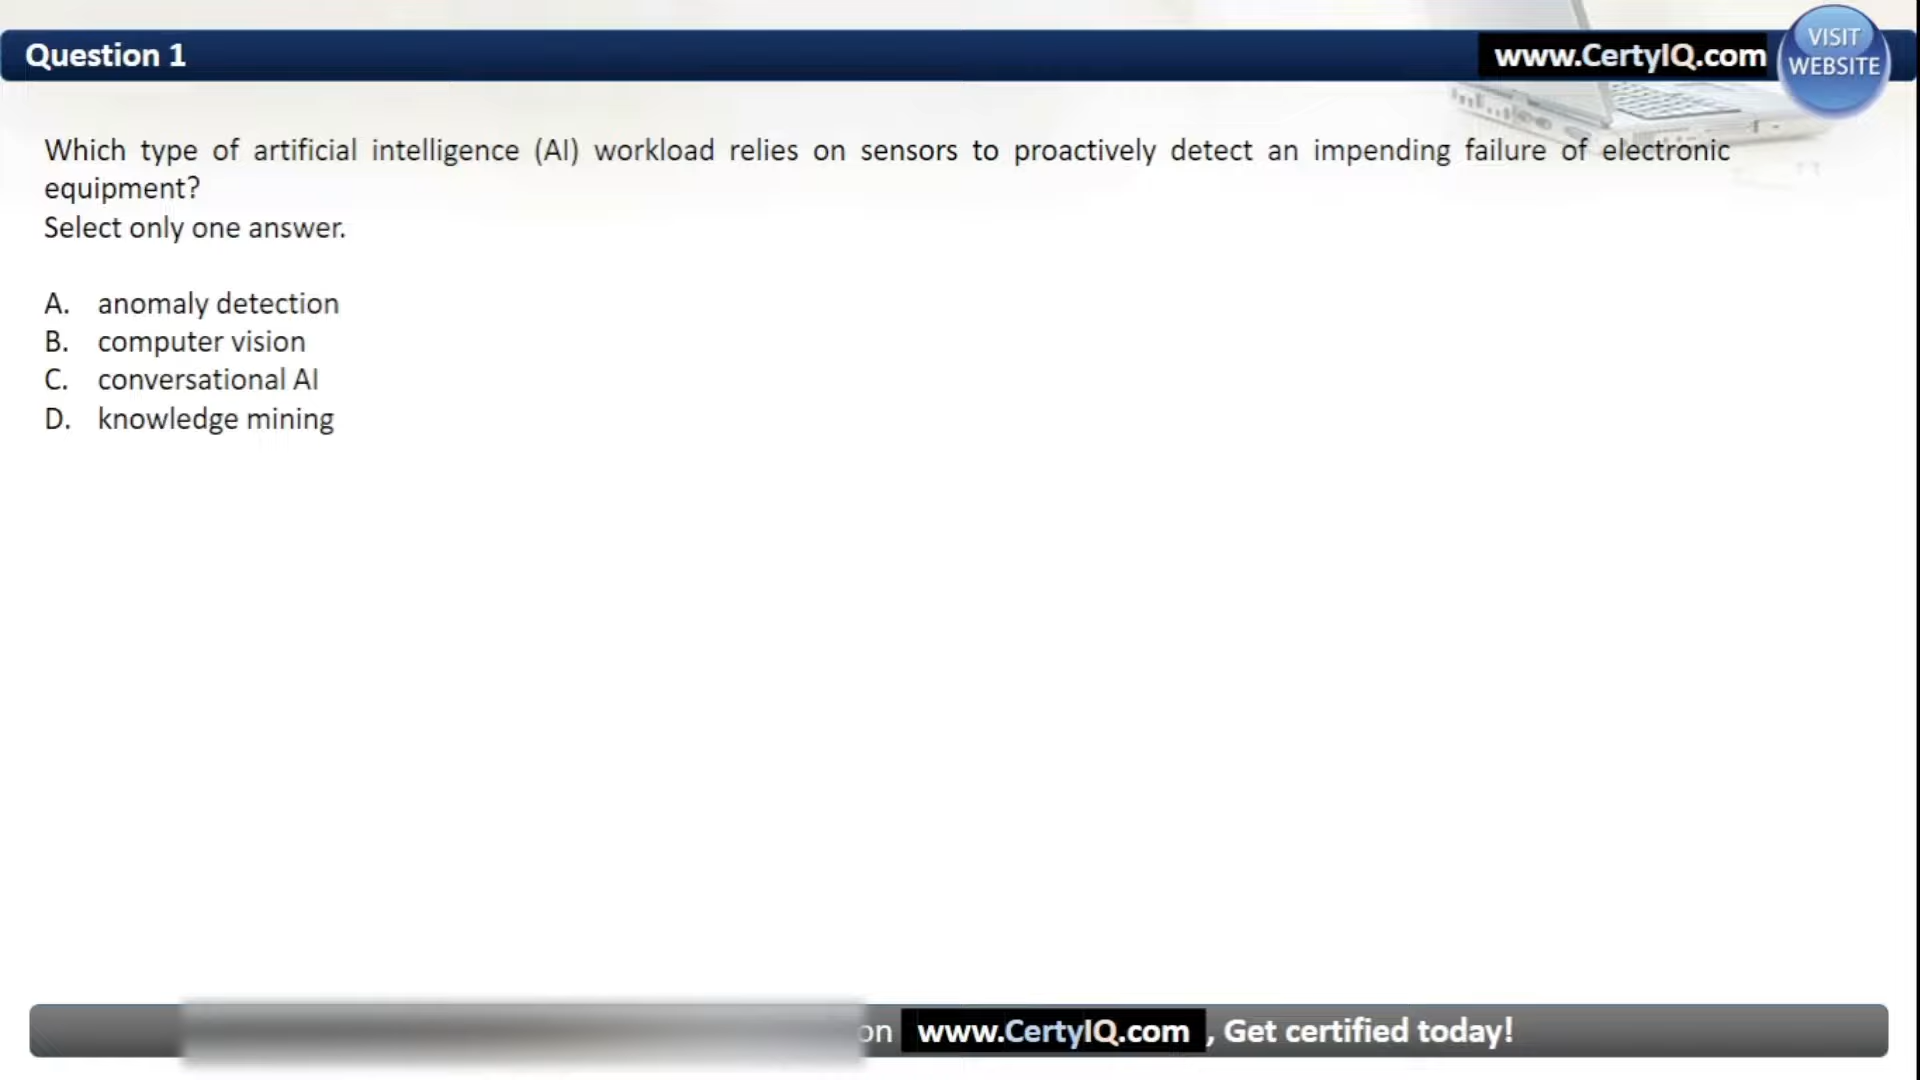 Question 1
www.CertyIQ.com
VISIT
WEBSITE
Which type of artificial intelligence (AI) workload relies on sensors to proactively detect an impending failure of electronic
equipment?
Select only one answer.
A. anomaly detection
B. computer vision
C. conversational AI
D. knowledge mining
on www.CertyIQ.com , Get certified today!